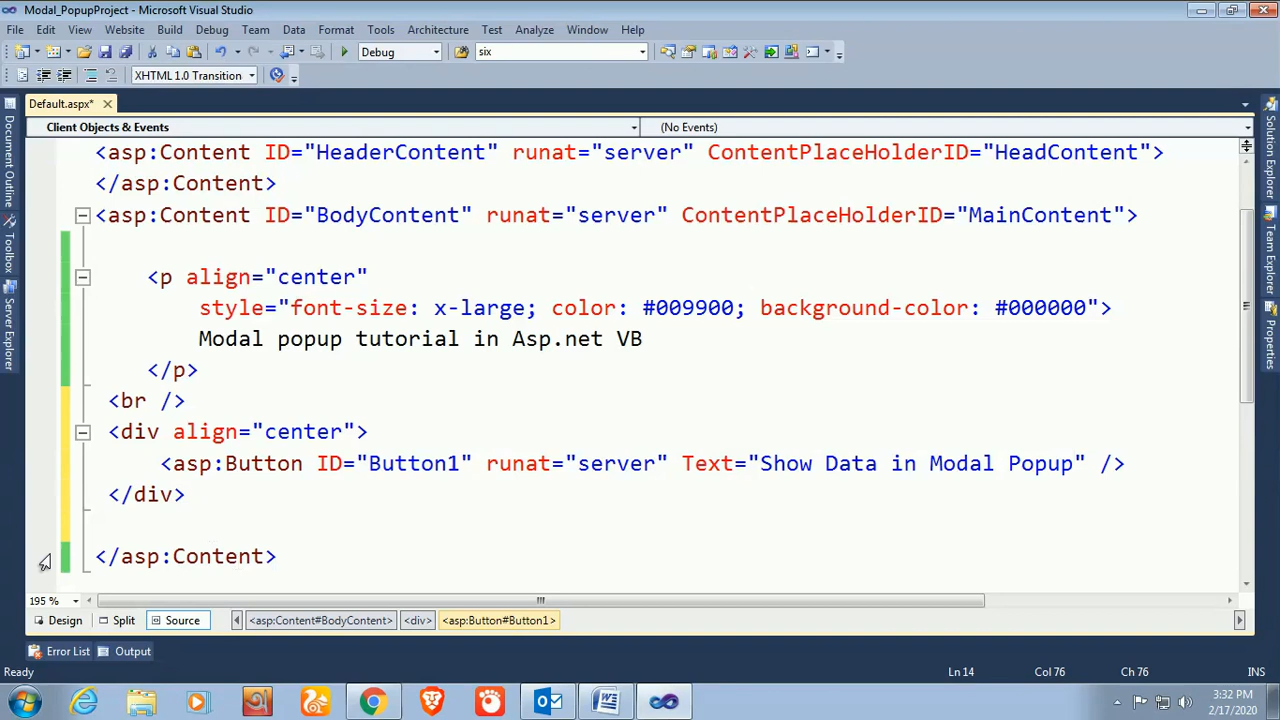 Modal_PopupProject - Microsoft Visual Studio
File Edit View Website Build Debug Team Data Format Tools Architecture Test Analyze Window Help
Debug six
XHTML 1.0 Transition
Default.aspx*
Client Objects & Events (No Events)
<asp:Content ID="HeaderContent" runat="server" ContentPlaceHolderID="HeadContent">
</asp:Content>
<asp:Content ID="BodyContent" runat="server" ContentPlaceHolderID="MainContent">
<p align="center"
style="font-size: x-large; color: #009900; background-color: #000000">
Modal popup tutorial in Asp.net VB
</p>
<br />
<div align="center">
<asp:Button ID="Button1" runat="server" Text="Show Data in Modal Popup" />
</div>
</asp:Content>
195 %
Design Split Source <asp:Content#BodyContent> <div> <asp:Button#Button1>
Error List Output
Ready Ln 14 Col 76 Ch 76 INS
3:32 PM
2/17/2020
Document Outline
Toolbox
Server Explorer
Solution Explorer
Team Explorer
Properties